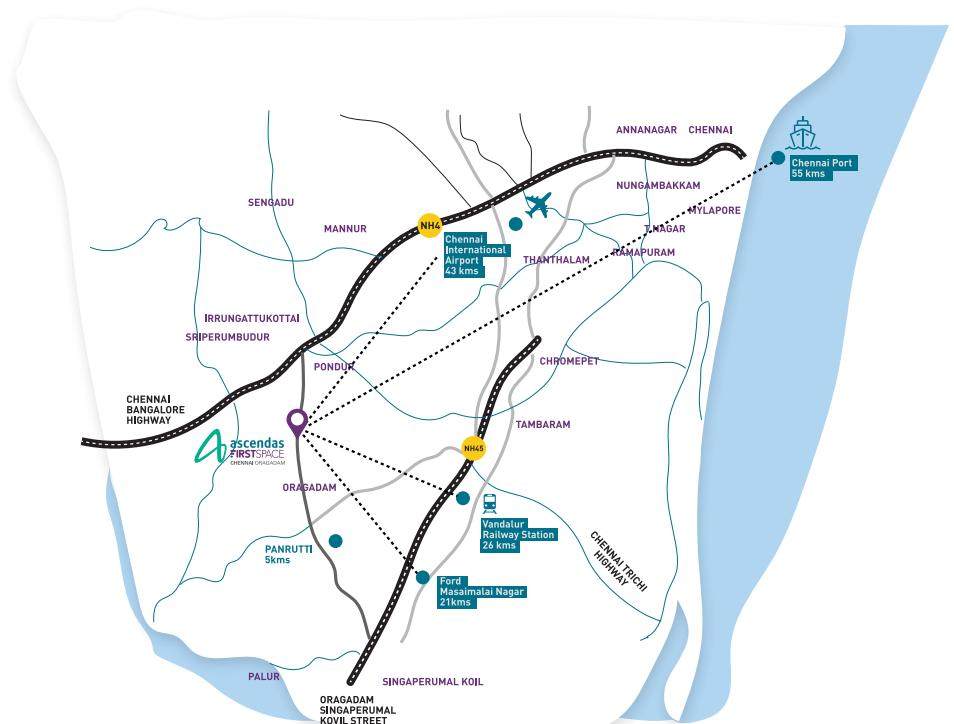 ANNANAGAR
CHENNAI
Chennai Port
55 kms
NUNGAMBAKKAM
SENGADU
MYLAPORE
NH4
MANNUR
T.NAGAR
Chennai
International
Airport
43 kms
THANTHALAM
RAMAPURAM
IRRUNGATTUKOTTAI
SRIPERUMBUDUR
PONDUR
CHROMEPET
CHENNAI
BANGALORE
HIGHWAY
TAMBARAM
ascendas
FIRSTSPACE
CHENNAI ORAGADAM
NH45
ORAGADAM
Vandalur
Railway Station
26 kms
CHENNAI TRICHI
HIGHWAY
PANRUTTI
5kms
Ford
Masaimalai Nagar
21kms
PALUR
SINGAPERUMAL KOIL
ORAGADAM
SINGAPERUMAL
KOVIL STREET